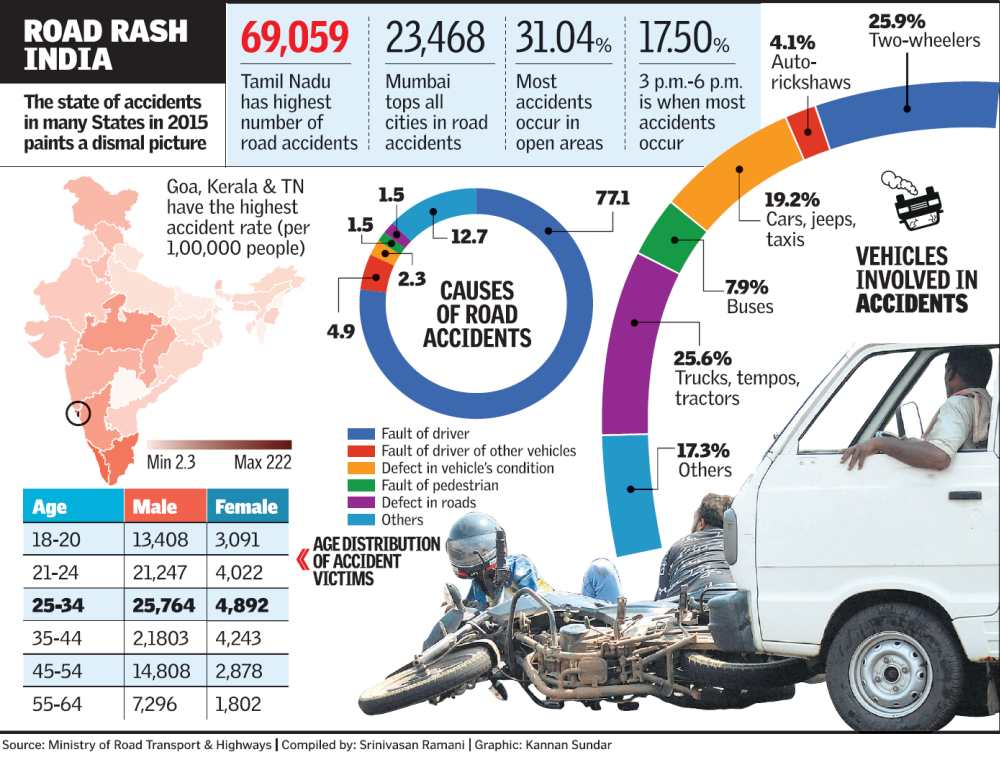 ROAD RASH
INDIA
The state of accidents
in many States in 2015
paints a dismal picture
69,059
Tamil Nadu
has highest
number of
road accidents
23,468
Mumbai
tops all
cities in road
accidents
31.04%
Most
accidents
occur in
open areas
17.50%
3 p.m.-6 p.m.
is when most
accidents
occur
25.9%
Two-wheelers
4.1%
Auto-
rickshaws
19.2%
Cars, jeeps,
taxis
7.9%
Buses
25.6%
Trucks, tempos,
tractors
17.3%
Others
VEHICLES
INVOLVED IN
ACCIDENTS
Goa, Kerala & TN
have the highest
accident rate (per
1,00,000 people)
Min 2.3 Max 222
1.5
1.5
2.3
4.9
12.7
77.1
CAUSES
OF ROAD
ACCIDENTS
Fault of driver
Fault of driver of other vehicles
Defect in vehicle's condition
Fault of pedestrian
Defect in roads
Others
AGE DISTRIBUTION
OF ACCIDENT
VICTIMS
Age Male Female
18-20 13,408 3,091
21-24 21,247 4,022
25-34 25,764 4,892
35-44 2,1803 4,243
45-54 14,808 2,878
55-64 7,296 1,802
Source: Ministry of Road Transport & Highways | Compiled by: Srinivasan Ramani | Graphic: Kannan Sundar